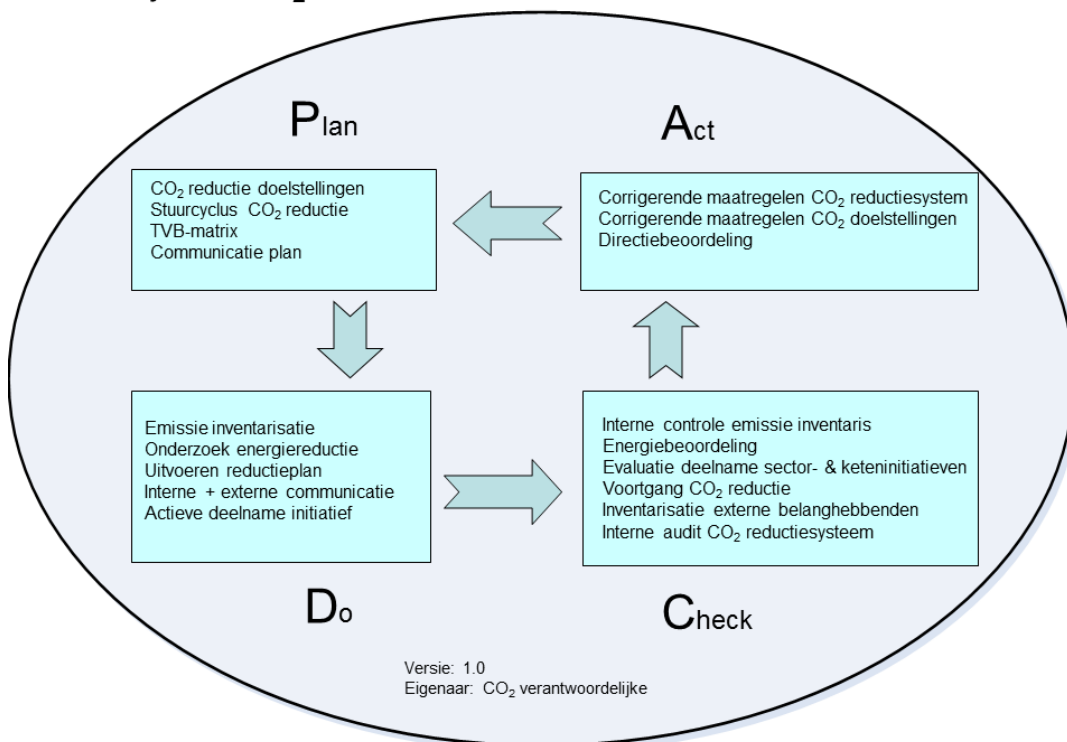 Plan
CO₂ reductie doelstellingen
Stuurcyclus CO₂ reductie
TVB-matrix
Communicatie plan
Act
Corrigerende maatregelen CO₂ reductiesystem
Corrigerende maatregelen CO₂ doelstellingen
Directiebeoordeling
Emissie inventarisatie
Onderzoek energiereductie
Uitvoeren reductieplan
Interne + externe communicatie
Actieve deelname initiatief
Do
Interne controle emissie inventaris
Energiebeoordeling
Evaluatie deelname sector- & keteninitiatieven
Voortgang CO₂ reductie
Inventarisatie externe belanghebbenden
Interne audit CO₂ reductiesysteem
Check
Versie: 1.0
Eigenaar: CO₂ verantwoordelijke